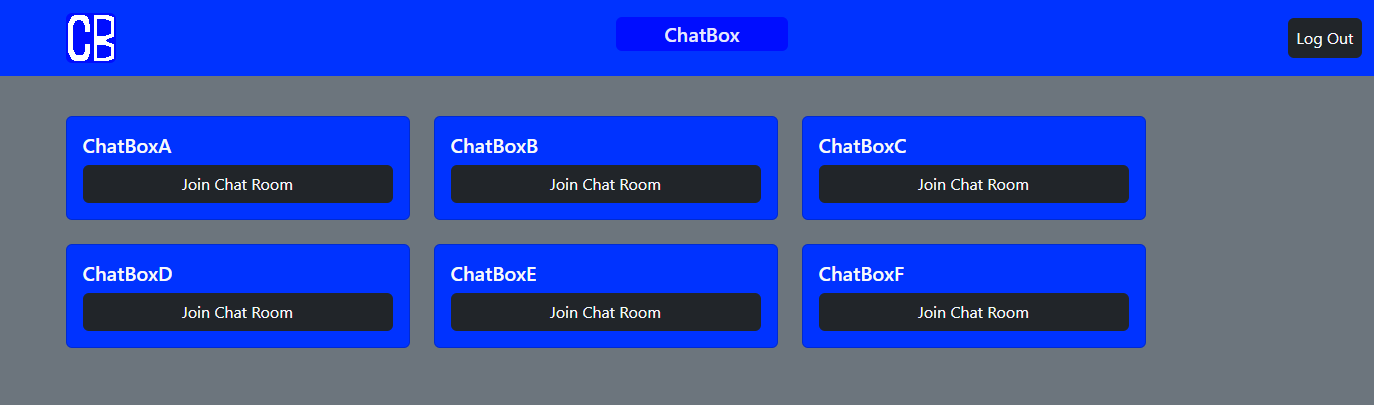 CB
ChatBox
Log Out
ChatBoxA
Join Chat Room
ChatBoxB
Join Chat Room
ChatBoxC
Join Chat Room
ChatBoxD
Join Chat Room
ChatBoxE
Join Chat Room
ChatBoxF
Join Chat Room